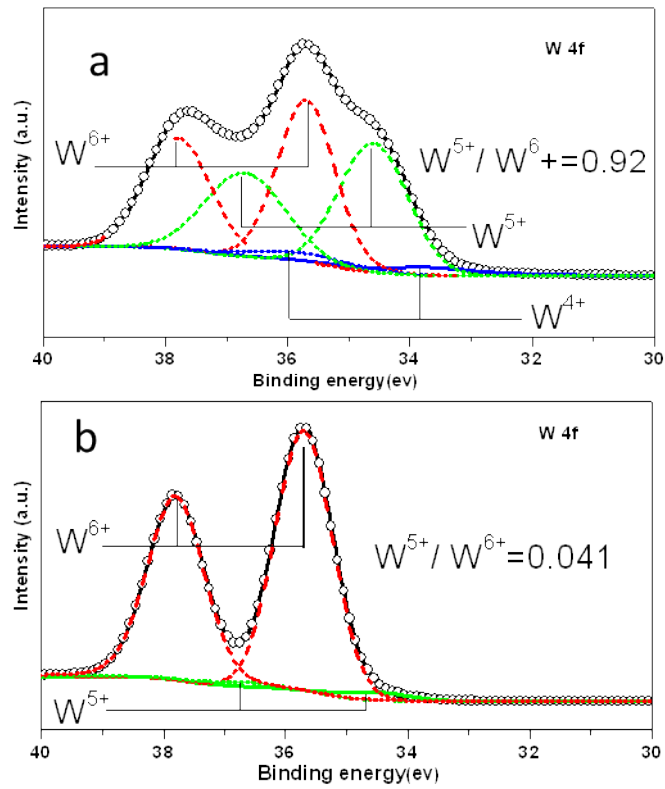 a
W 4f
W⁶⁺
W⁵⁺/ W⁶+=0.92
W⁵⁺
W⁴⁺
Intensity (a.u.)
40 38 36 34 32 30
Binding energy(ev)
b
W 4f
W⁶⁺
W⁵⁺/ W⁶⁺=0.041
W⁵⁺
Intensity (a.u.)
40 38 36 34 32 30
Binding energy(ev)